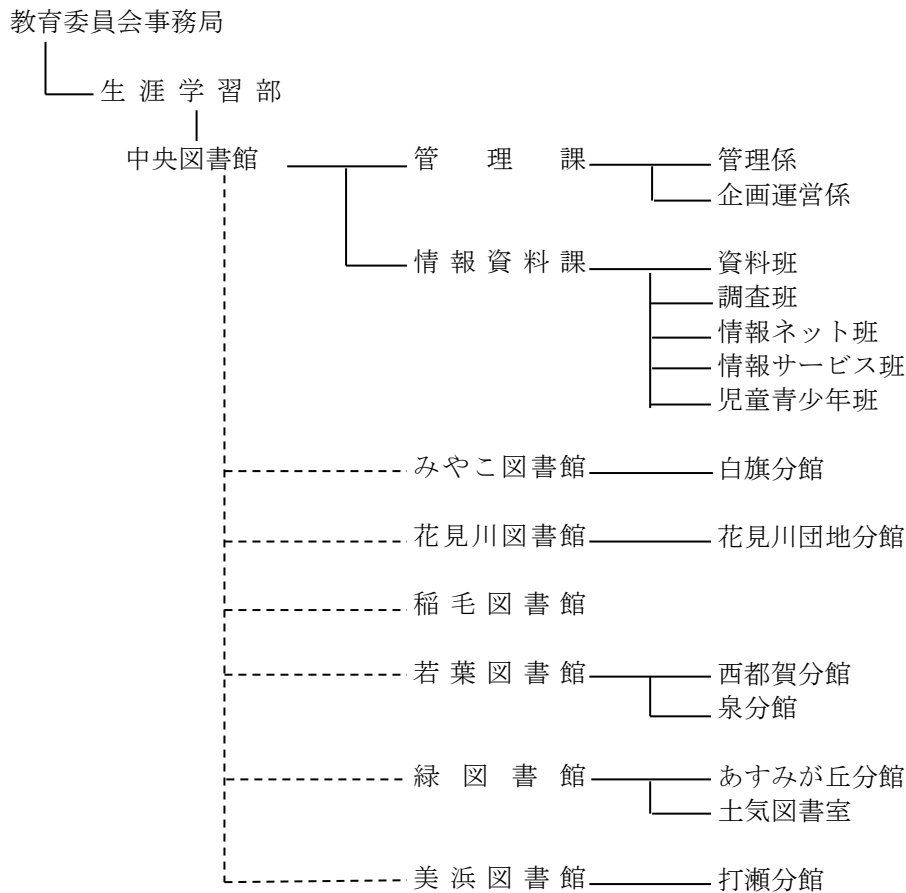 教育委員会事務局
生涯学習部
中央図書館 管理課 管理係
企画運営係
情報資料課 資料班
調査班
情報ネット班
情報サービス班
児童青少年班
みやこ図書館 白旗分館
花見川図書館 花見川団地分館
稲毛図書館
若葉図書館 西都賀分館
泉分館
緑図書館 あすみが丘分館
土気図書室
美浜図書館 打瀬分館